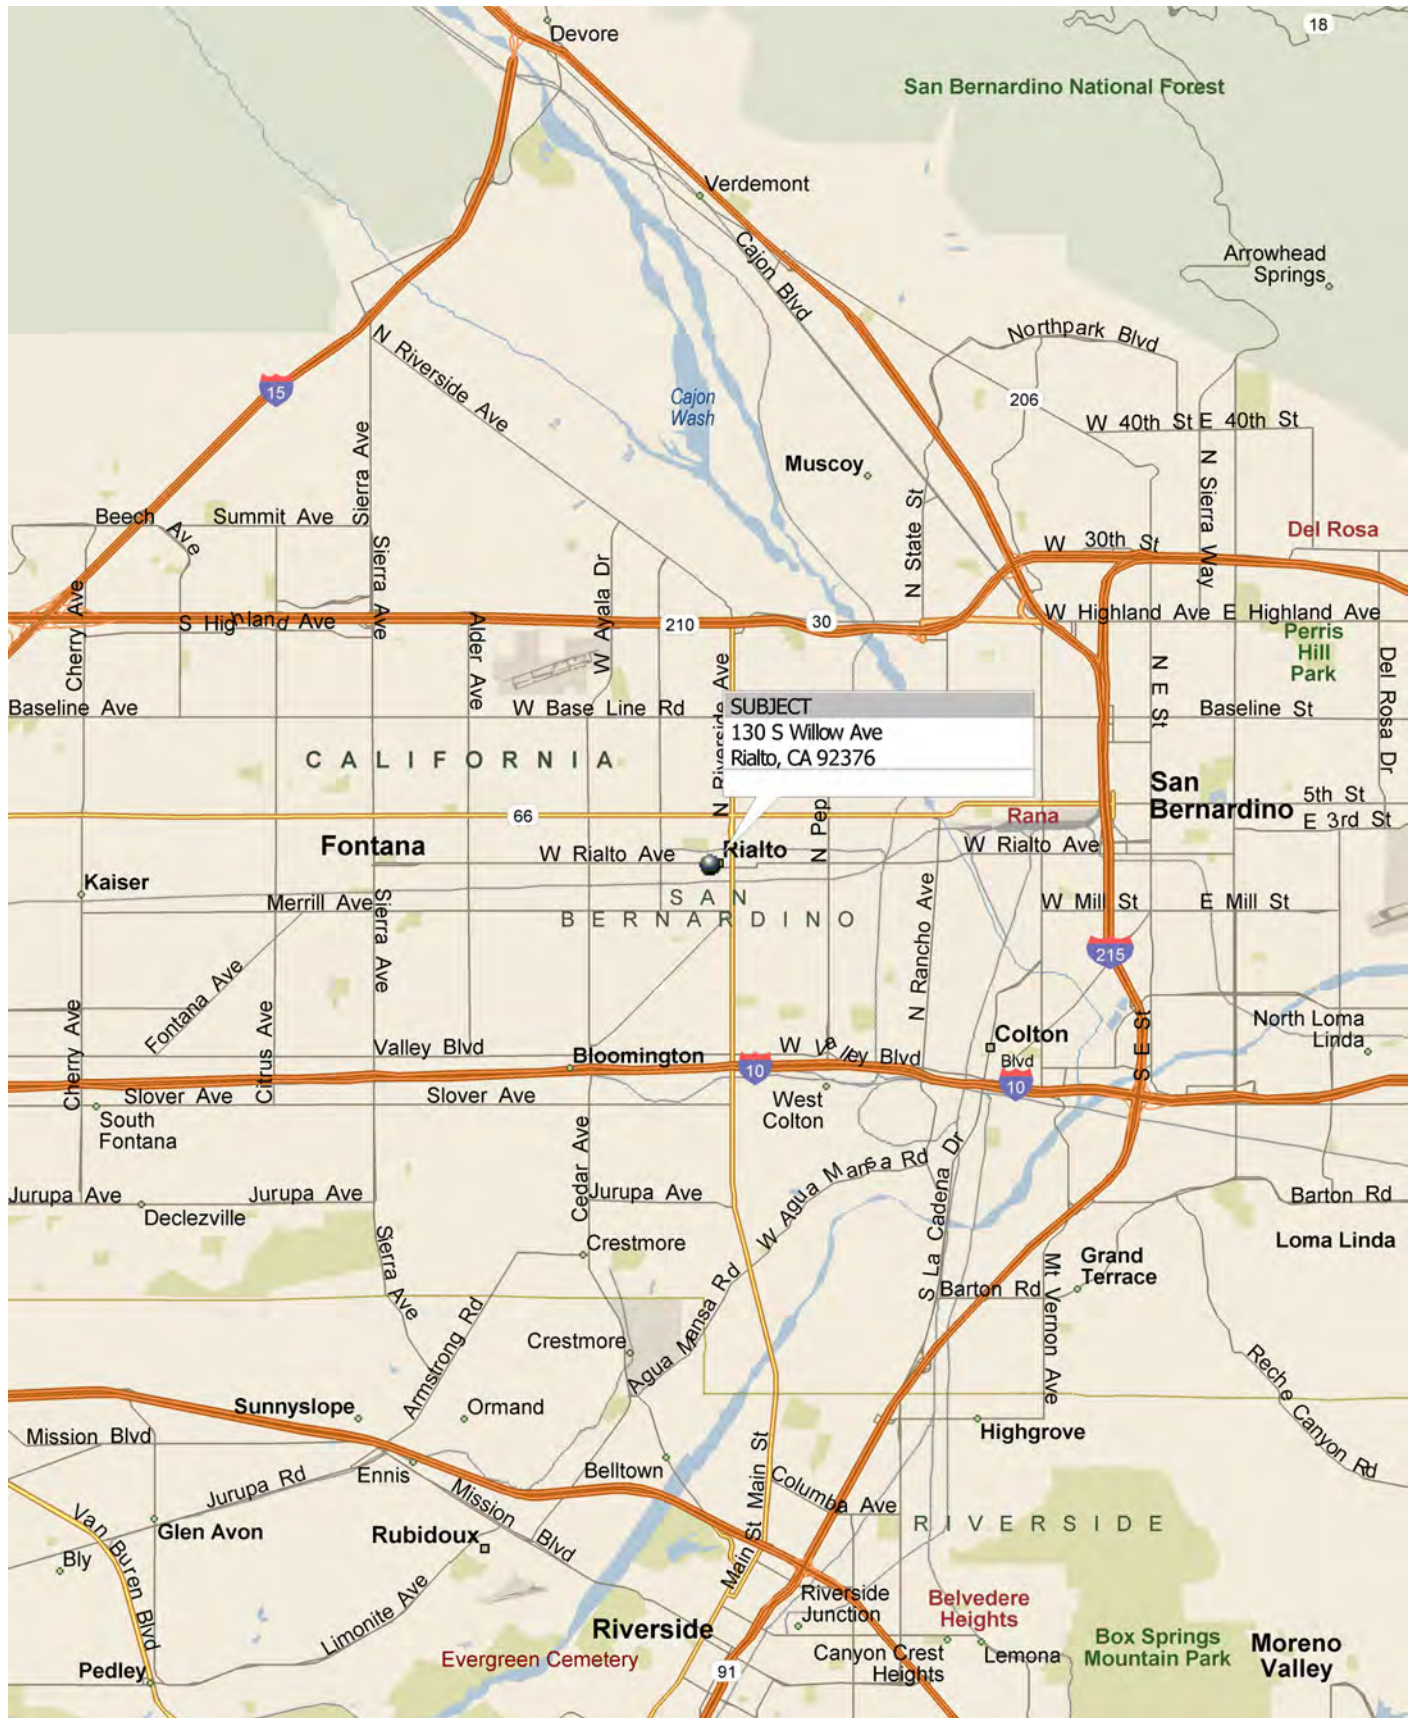 18
Devore
San Bernardino National Forest
Verdemont
Arrowhead
Springs
Cajon Blvd
Northpark Blvd
N Riverside Ave
15
Cajon
Wash
206
W 40th St
E 40th St
Muscoy
Sierra Ave
N Sierra Way
N State St
Beech Ave
Summit Ave
Del Rosa
W 30th St
Sierra Ave
W Ayala Dr
Cherry Ave
S Highland Ave
210
30
W Highland Ave
E Highland Ave
Perris
Hill
Park
Alder Ave
N Riverside Ave
N E St
Del Rosa Dr
Baseline Ave
W Base Line Rd
Baseline St
SUBJECT
130 S Willow Ave
Rialto, CA 92376
CALIFORNIA
San
Bernardino
5th St
E 3rd St
66
Rana
N Pep
Fontana
W Rialto Ave
Rialto
W Rialto Ave
Kaiser
Merrill Ave
Sierra Ave
SAN
BERNARDINO
W Mill St
E Mill St
N Rancho Ave
215
Fontana Ave
Cherry Ave
Citrus Ave
North Loma
Linda
Colton
Valley Blvd
Bloomington
W Valley Blvd
Blvd
S E St
10
10
Slover Ave
Slover Ave
South
Fontana
West
Colton
Cedar Ave
W Agua Mansa Rd
S La Cadena Dr
Jurupa Ave
Jurupa Ave
Jurupa Ave
Barton Rd
Declezville
Sierra Ave
Crestmore
Loma Linda
Grand
Terrace
Barton Rd
Mt Vernon Ave
Armstrong Rd
Crestmore
Agua Mansa Rd
Reche Canyon Rd
Sunnyslope
Ormand
Highgrove
Mission Blvd
Ennis
Belltown
Main St
Main St
Columbia Ave
Jurupa Rd
Mission Blvd
Van Buren Blvd
Glen Avon
Rubidoux
RIVERSIDE
Bly
Limonite Ave
Riverside
Junction
Belvedere
Heights
Riverside
Evergreen Cemetery
Canyon Crest
Heights
Lemona
Box Springs
Mountain Park
Moreno
Valley
Pedley
91